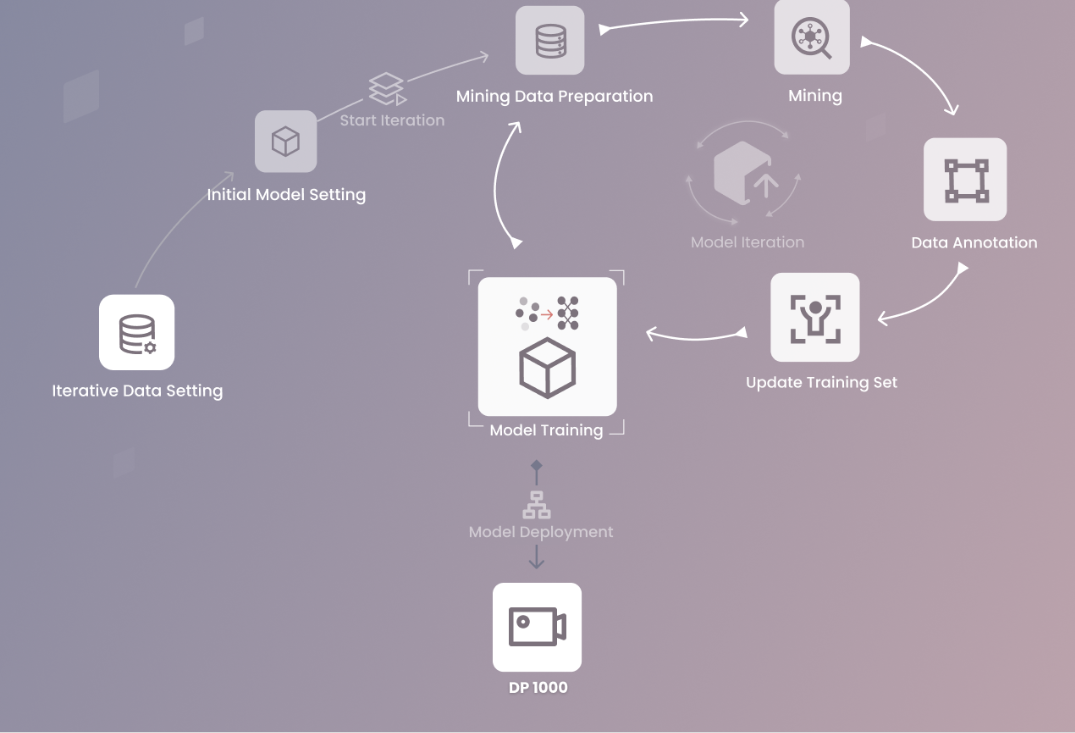 Mining Data Preparation
Mining
Start Iteration
Initial Model Setting
Model Iteration
Data Annotation
Iterative Data Setting
Update Training Set
Model Training
Model Deployment
DP 1000